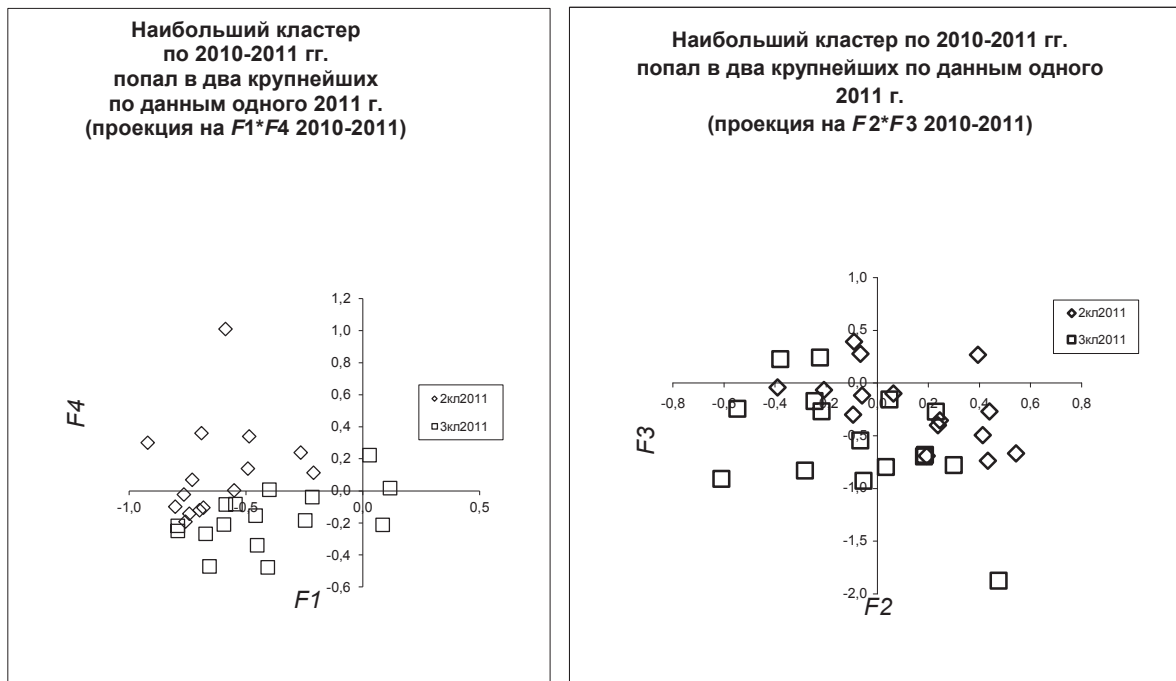 Наибольший кластер
по 2010-2011 гг.
попал в два крупнейших
по данным одного 2011 г.
(проекция на F1*F4 2010-2011)
1,2
1,0
0,8
0,6
0,4
0,2
0,0
-0,2
-0,4
-0,6
-1,0
-0,5
0,0
0,5
F4
F1
2кл2011
3кл2011
Наибольший кластер по 2010-2011 гг.
попал в два крупнейших по данным одного
2011 г.
(проекция на F2*F3 2010-2011)
1,0
0,5
0,0
-0,5
-1,0
-1,5
-2,0
-0,8
-0,6
-0,4
-0,2
0,0
0,2
0,4
0,6
0,8
F3
F2
2кл2011
3кл2011